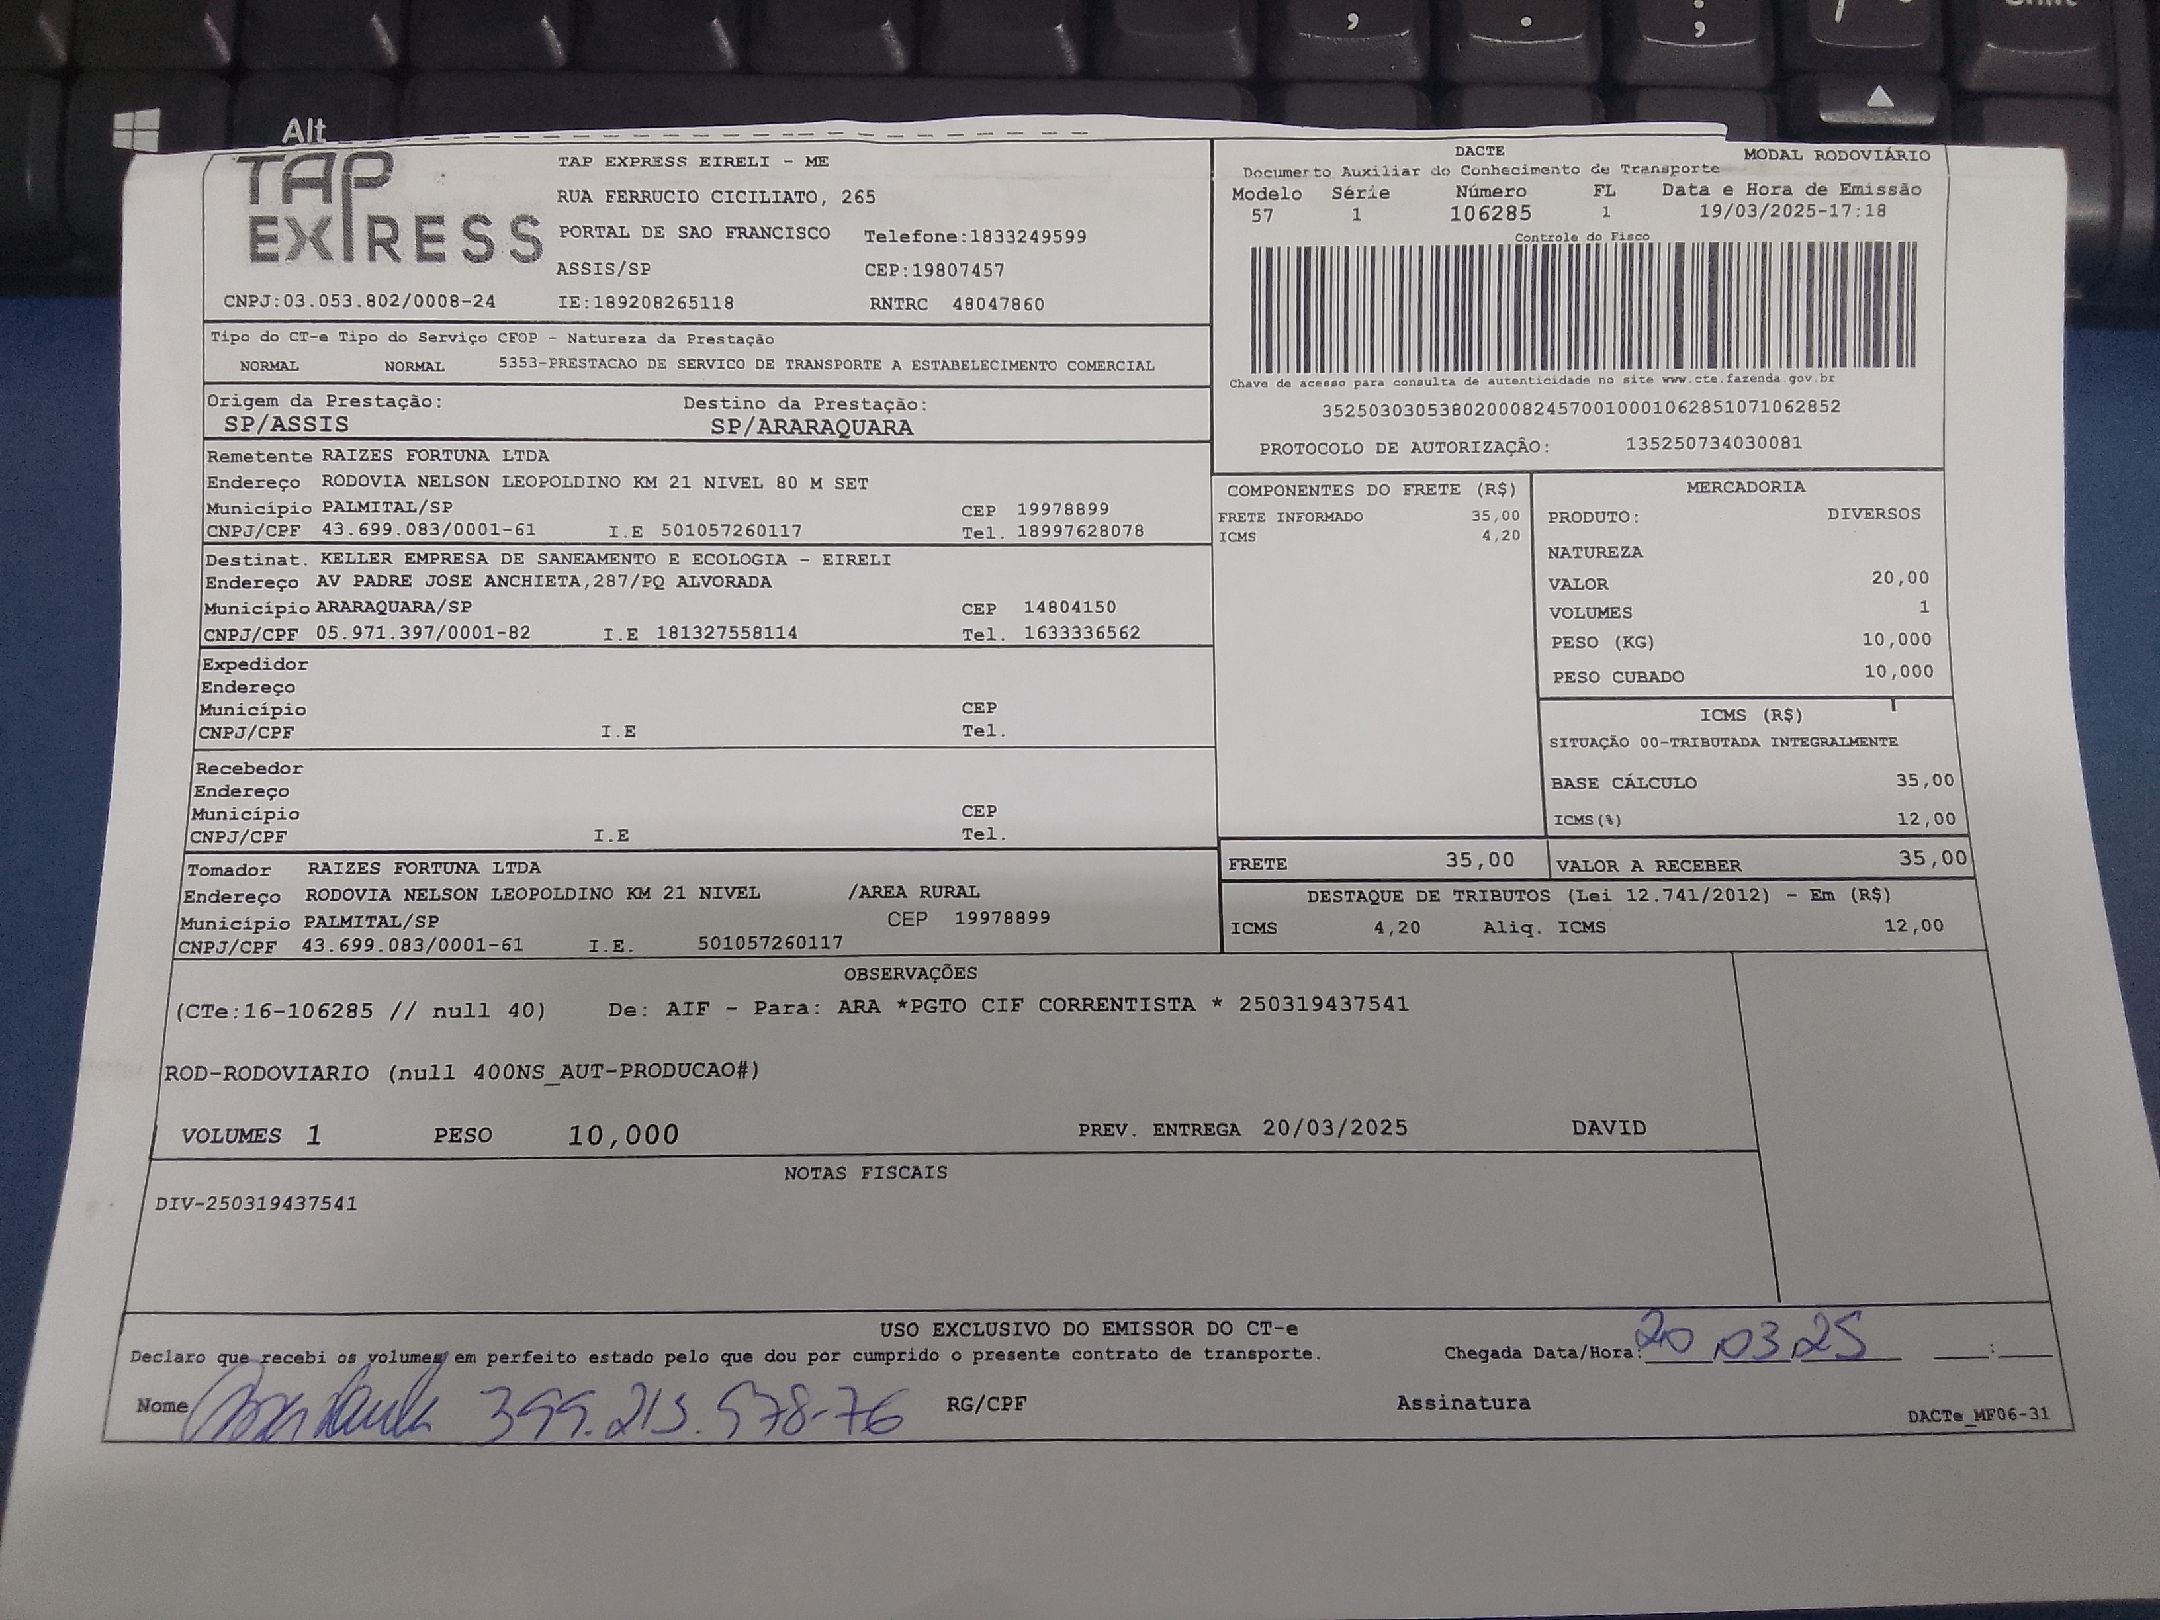 Alt
TAP EXPRESS
TAP EXPRESS EIRELI - ME
RUA FERRUCIO CICILIATO, 265
PORTAL DE SAO FRANCISCO Telefone:1833249599
ASSIS/SP CEP:19807457
CNPJ:03.053.802/0008-24 IE:189208265118 RNTRC 48047860
DACTE MODAL RODOVIÁRIO
Documento Auxiliar do Conhecimento de Transporte
Modelo Série Número FL Data e Hora de Emissão
57 1 106285 1 19/03/2025-17:18
Controle do Fisco
Chave de acesso para consulta de autenticidade no site www.cte.fazenda.gov.br
35250303053802000824570010001062851071062852
PROTOCOLO DE AUTORIZAÇÃO: 135250734030081
Tipo do CT-e Tipo do Serviço CFOP - Natureza da Prestação
NORMAL NORMAL 5353-PRESTACAO DE SERVICO DE TRANSPORTE A ESTABELECIMENTO COMERCIAL
Origem da Prestação: Destino da Prestação:
SP/ASSIS SP/ARARAQUARA
Remetente RAIZES FORTUNA LTDA
Endereço RODOVIA NELSON LEOPOLDINO KM 21 NIVEL 80 M SET
Município PALMITAL/SP CEP 19978899
CNPJ/CPF 43.699.083/0001-61 I.E 501057260117 Tel. 18997628078
Destinat. KELLER EMPRESA DE SANEAMENTO E ECOLOGIA - EIRELI
Endereço AV PADRE JOSE ANCHIETA,287/PQ ALVORADA
Município ARARAQUARA/SP CEP 14804150
CNPJ/CPF 05.971.397/0001-82 I.E 181327558114 Tel. 1633336562
Expedidor
Endereço
Município CEP
CNPJ/CPF I.E Tel.
Recebedor
Endereço
Município CEP
CNPJ/CPF I.E Tel.
Tomador RAIZES FORTUNA LTDA
Endereço RODOVIA NELSON LEOPOLDINO KM 21 NIVEL /AREA RURAL
Município PALMITAL/SP CEP 19978899
CNPJ/CPF 43.699.083/0001-61 I.E. 501057260117
COMPONENTES DO FRETE (R$)
FRETE INFORMADO 35,00
ICMS 4,20
MERCADORIA
PRODUTO: DIVERSOS
NATUREZA
VALOR 20,00
VOLUMES 1
PESO (KG) 10,000
PESO CUBADO 10,000
ICMS (R$)
SITUAÇÃO 00-TRIBUTADA INTEGRALMENTE
BASE CÁLCULO 35,00
ICMS(%) 12,00
FRETE 35,00 VALOR A RECEBER 35,00
DESTAQUE DE TRIBUTOS (Lei 12.741/2012) - Em (R$)
ICMS 4,20 Aliq. ICMS 12,00
OBSERVAÇÕES
(CTe:16-106285 // null 40) De: AIF - Para: ARA *PGTO CIF CORRENTISTA * 250319437541
ROD-RODOVIARIO (null 400NS_AUT-PRODUCAO#)
VOLUMES 1 PESO 10,000 PREV. ENTREGA 20/03/2025 DAVID
NOTAS FISCAIS
DIV-250319437541
USO EXCLUSIVO DO EMISSOR DO CT-e
Declaro que recebi os volumes em perfeito estado pelo que dou por cumprido o presente contrato de transporte. Chegada Data/Hora: 20.03.25 :
Nome 399.213.978-76 RG/CPF Assinatura
DACTe_MF06-31